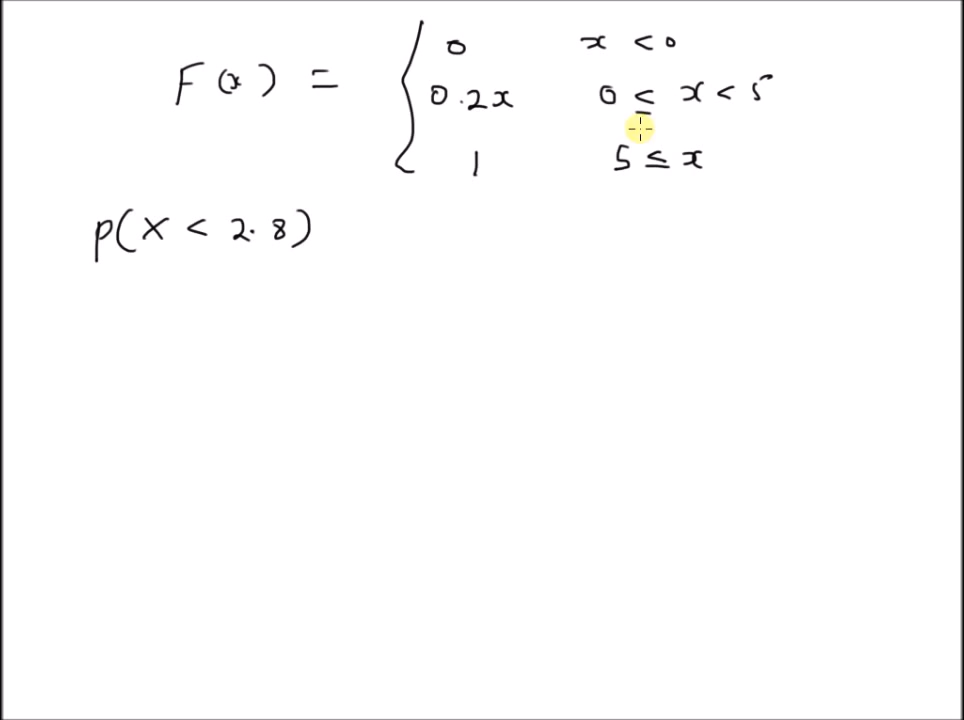 F(x) = { 0 x < 0
0.2x 0 ≤ x < 5
1 5 ≤ x
p(X < 2.8)